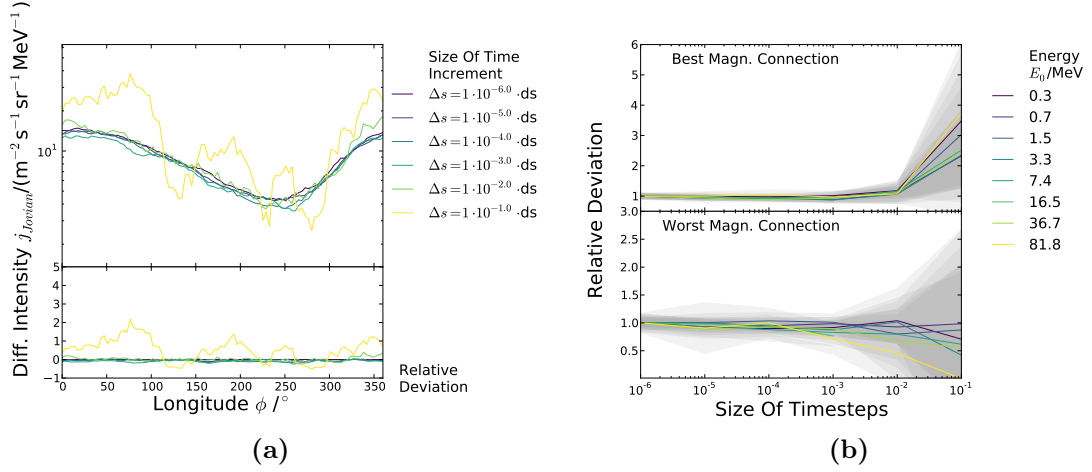 Diff. Intensity j_Jovian/(m⁻² s⁻¹ sr⁻¹ MeV⁻¹)
10¹
5
4
3
2
1
0
−1
0 50 100 150 200 250 300 350
Longitude ϕ /°
Size Of Time
Increment
Δs=1·10⁻⁶·⁰·ds
Δs=1·10⁻⁵·⁰·ds
Δs=1·10⁻⁴·⁰·ds
Δs=1·10⁻³·⁰·ds
Δs=1·10⁻²·⁰·ds
Δs=1·10⁻¹·⁰·ds
Relative
Deviation
(a)
Relative Deviation
Best Magn. Connection
6
5
4
3
2
1
Worst Magn. Connection
3.0
2.5
2.0
1.5
1.0
0.5
10⁻⁶ 10⁻⁵ 10⁻⁴ 10⁻³ 10⁻² 10⁻¹
Size Of Timesteps
Energy
E₀/MeV
0.3
0.7
1.5
3.3
7.4
16.5
36.7
81.8
(b)